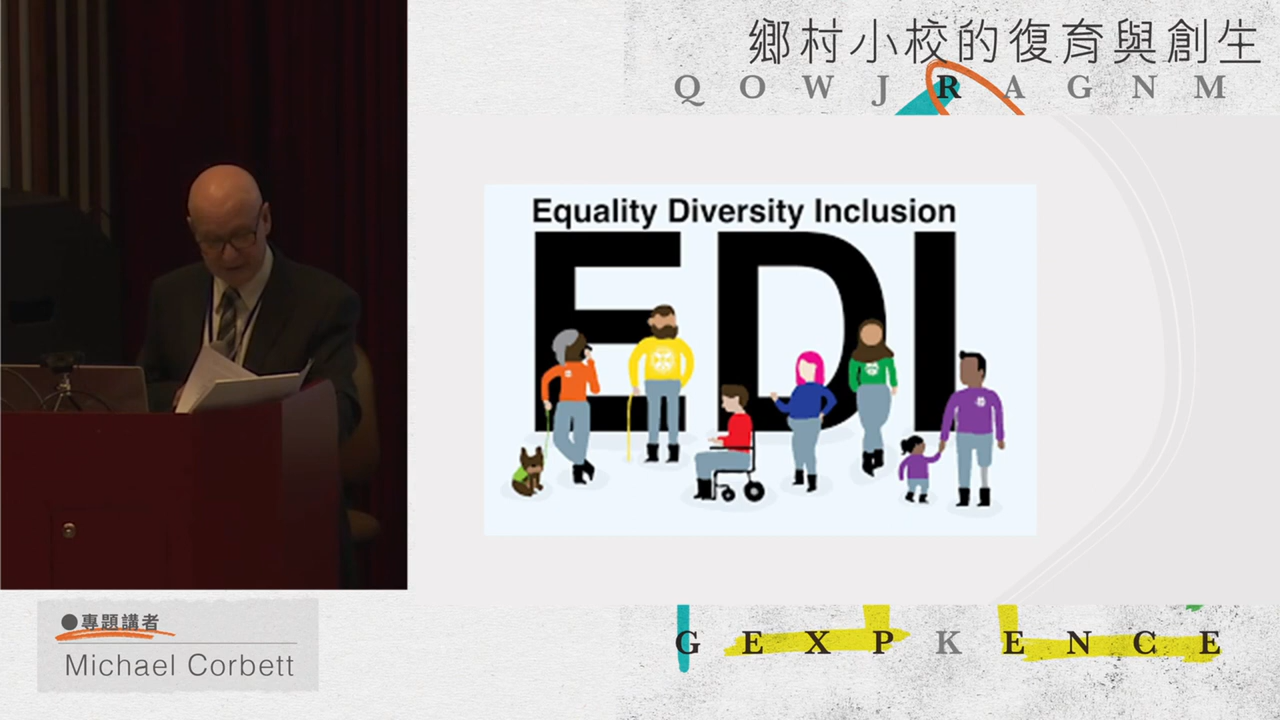 鄉村小校的復育與創生
Q O W J R A G N M
Equality Diversity Inclusion
EDI
G E X P K E N C E
●專題講者
Michael Corbett